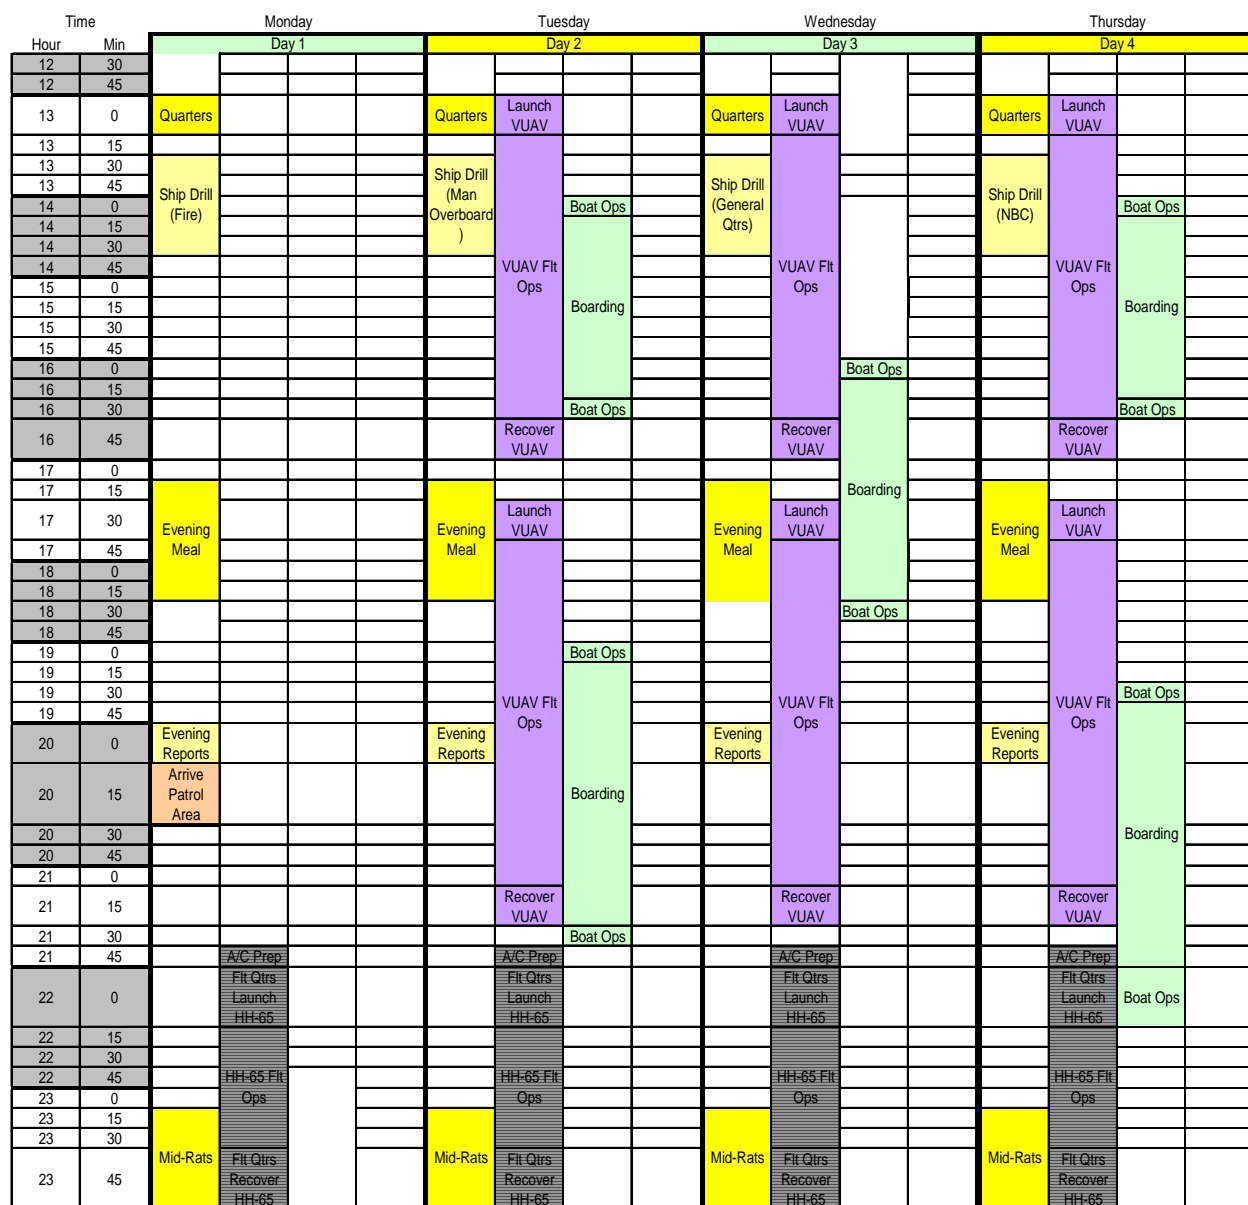 Time Monday Tuesday Wednesday Thursday
Hour Min Day 1 Day 2 Day 3 Day 4
12 30
12 45
13 0 Quarters Quarters Launch VUAV Quarters Launch VUAV Quarters Launch VUAV
13 15
13 30
13 45
Ship Drill (Fire) Ship Drill (Man Overboard) Ship Drill (General Qtrs) Ship Drill (NBC)
14 0 Boat Ops Boat Ops
14 15
14 30
14 45
VUAV Flt Ops VUAV Flt Ops VUAV Flt Ops
15 0
15 15 Boarding Boarding
15 30
15 45
16 0 Boat Ops
16 15
16 30 Boat Ops Boat Ops
16 45 Recover VUAV Recover VUAV Recover VUAV
17 0
17 15 Boarding
17 30 Evening Meal Evening Meal Launch VUAV Evening Meal Launch VUAV Evening Meal Launch VUAV
17 45
18 0
18 15
18 30 Boat Ops
18 45
19 0 Boat Ops
19 15
19 30 Boat Ops
19 45 VUAV Flt Ops VUAV Flt Ops VUAV Flt Ops
20 0 Evening Reports Evening Reports Evening Reports Evening Reports
20 15 Arrive Patrol Area Boarding
20 30 Boarding
20 45
21 0
21 15 Recover VUAV Recover VUAV Recover VUAV
21 30 Boat Ops
21 45 A/C Prep A/C Prep A/C Prep A/C Prep
22 0 Flt Qtrs Launch HH-65 Flt Qtrs Launch HH-65 Flt Qtrs Launch HH-65 Flt Qtrs Launch HH-65 Boat Ops
22 15
22 30
22 45
HH-65 Flt Ops HH-65 Flt Ops HH-65 Flt Ops HH-65 Flt Ops
23 0
23 15
23 30
Mid-Rats Mid-Rats Mid-Rats Mid-Rats
23 45 Flt Qtrs Recover HH-65 Flt Qtrs Recover HH-65 Flt Qtrs Recover HH-65 Flt Qtrs Recover HH-65